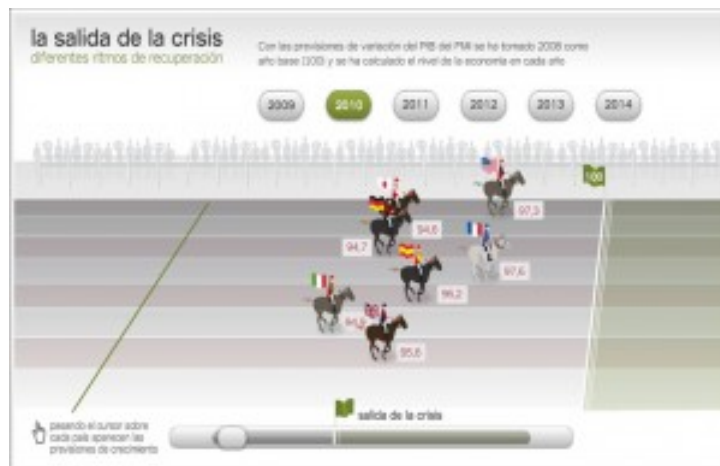 la salida de la crisis
diferentes ritmos de recuperación
Con las previsiones de variación del PIB del FMI se ha tomado 2008 como
año base (100) y se ha calculado el nivel de la economía en cada año
2009
2010
2011
2012
2013
2014
100
97,3
94,6
94,7
97,6
96,2
94,9
95,6
salida de la crisis
pasando el cursor sobre
cada país aparecen las
previsiones de crecimiento